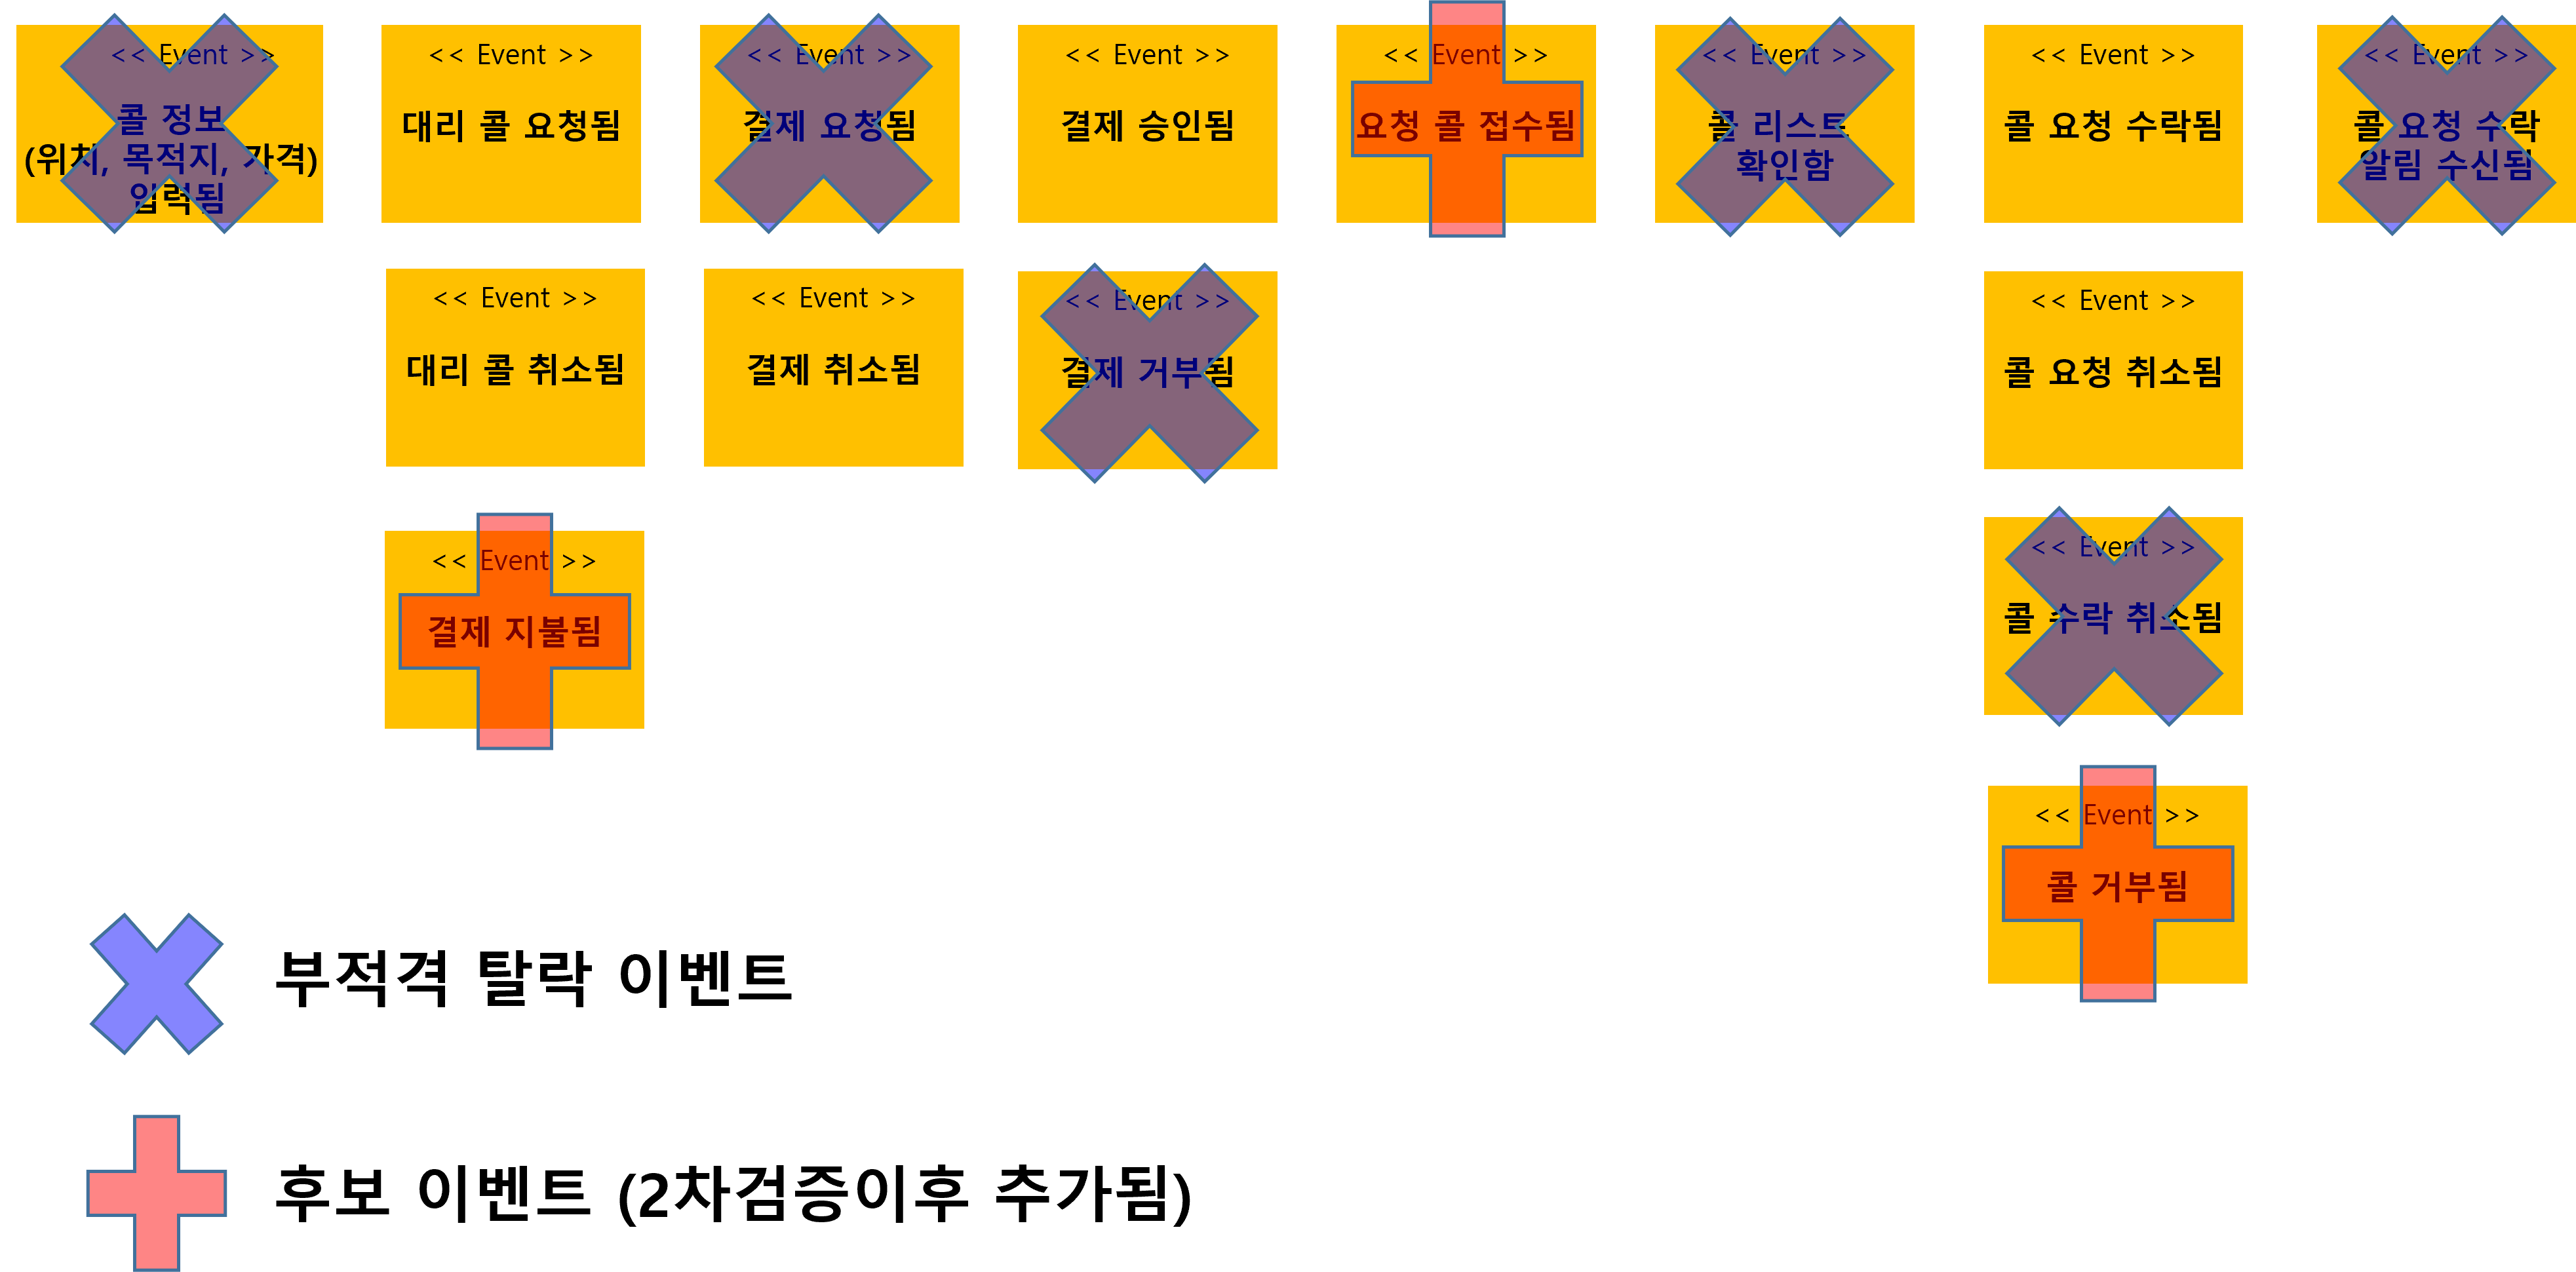 << Event >>
콜 정보
(위치, 목적지, 가격)
입력됨
<< Event >>
대리 콜 요청됨
<< Event >>
결제 요청됨
<< Event >>
결제 승인됨
<< Event >>
요청 콜 접수됨
<< Event >>
콜 리스트
확인함
<< Event >>
콜 요청 수락됨
<< Event >>
콜 요청 수락
알림 수신됨
<< Event >>
대리 콜 취소됨
<< Event >>
결제 취소됨
<< Event >>
결제 거부됨
<< Event >>
콜 요청 취소됨
<< Event >>
결제 지불됨
<< Event >>
콜 수락 취소됨
<< Event >>
콜 거부됨
부적격 탈락 이벤트
후보 이벤트 (2차검증이후 추가됨)